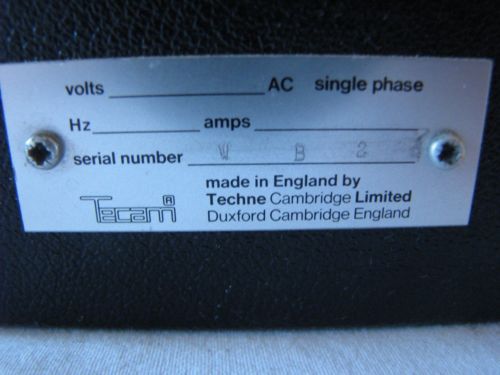 volts AC single phase
Hz amps
serial number W B 2
made in England by
Tecam R Techne Cambridge Limited
Duxford Cambridge England